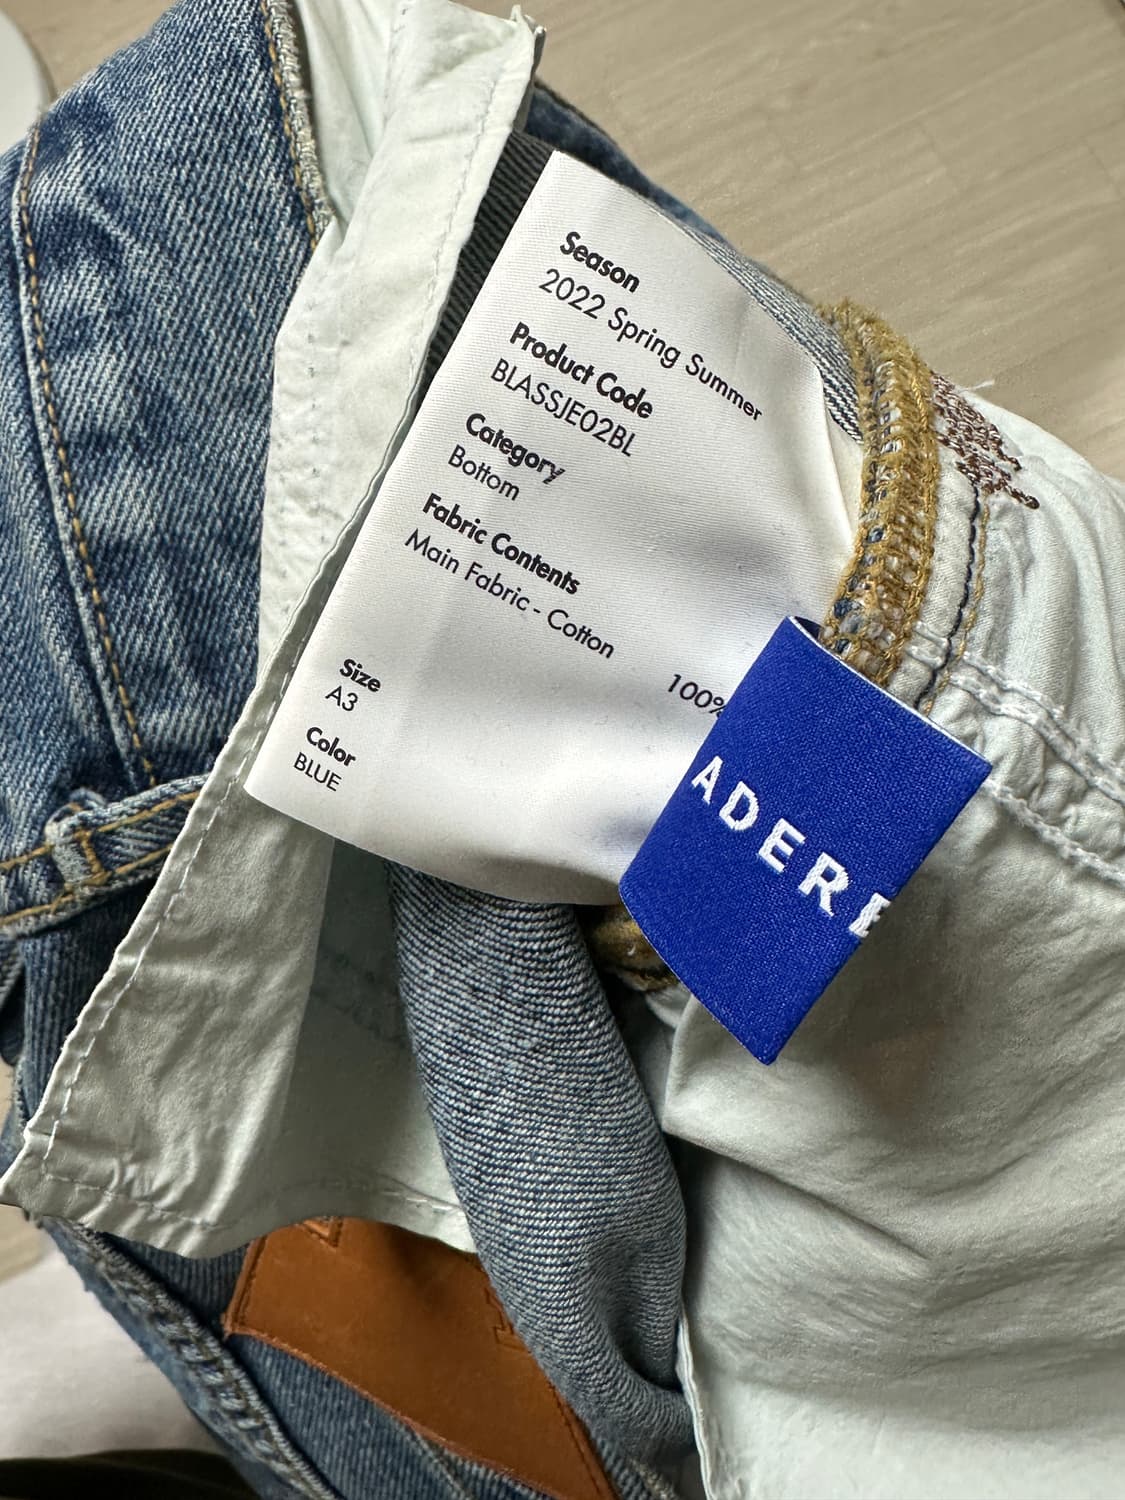 Season
2022 Spring Summer
Product Code
BLASSJE02BL
Category
Bottom
Fabric Contents
Main Fabric - Cotton
100%
Size
A3
Color
BLUE
ADERE